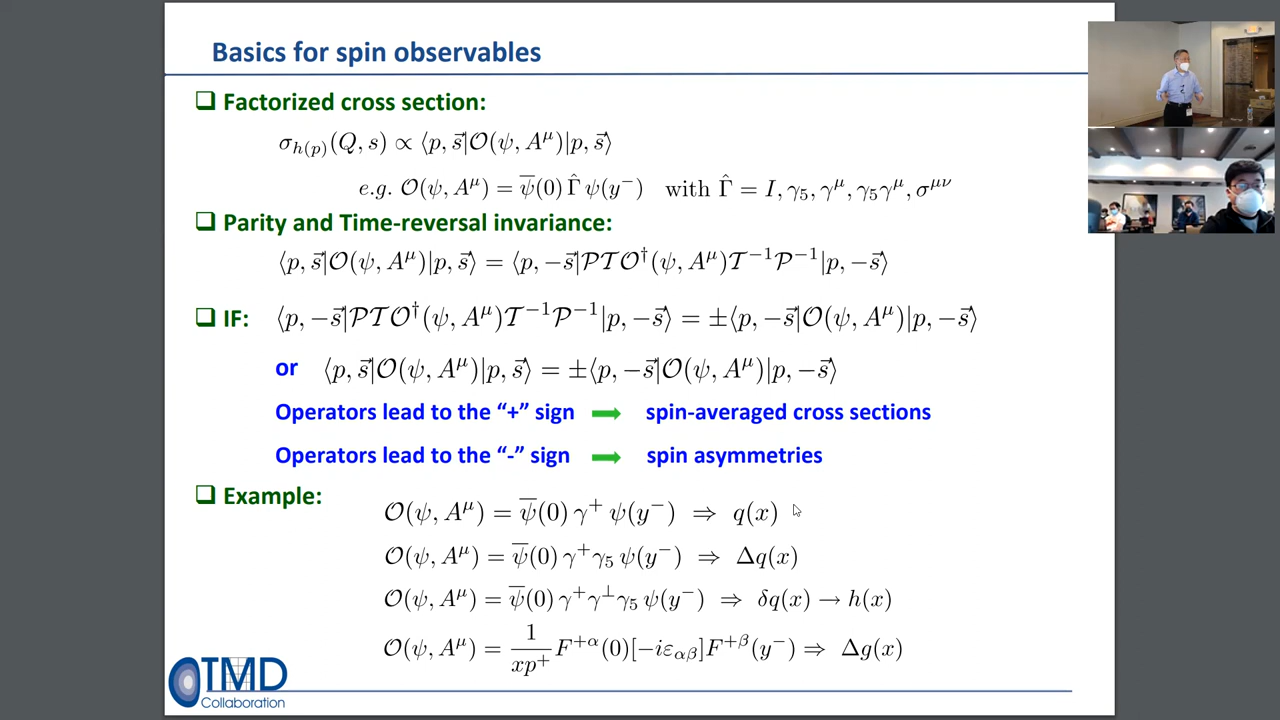 Basics for spin observables
❑ Factorized cross section:
σ_{h(p)}(Q, s) ∝ ⟨p, s⃗|𝒪(ψ, A^μ)|p, s⃗⟩
e.g. 𝒪(ψ, A^μ) = ψ̅(0) Γ̂ ψ(y⁻) with Γ̂ = I, γ₅, γ^μ, γ₅γ^μ, σ^{μν}
❑ Parity and Time-reversal invariance:
⟨p, s⃗|𝒪(ψ, A^μ)|p, s⃗⟩ = ⟨p, −s⃗|𝒫𝒯𝒪†(ψ, A^μ)𝒯⁻¹𝒫⁻¹|p, −s⃗⟩
❑ IF: ⟨p, −s⃗|𝒫𝒯𝒪†(ψ, A^μ)𝒯⁻¹𝒫⁻¹|p, −s⃗⟩ = ±⟨p, −s⃗|𝒪(ψ, A^μ)|p, −s⃗⟩
or ⟨p, s⃗|𝒪(ψ, A^μ)|p, s⃗⟩ = ±⟨p, −s⃗|𝒪(ψ, A^μ)|p, −s⃗⟩
Operators lead to the “+” sign → spin-averaged cross sections
Operators lead to the “-” sign → spin asymmetries
❑ Example:
𝒪(ψ, A^μ) = ψ̅(0) γ⁺ ψ(y⁻) ⇒ q(x)
𝒪(ψ, A^μ) = ψ̅(0) γ⁺γ₅ ψ(y⁻) ⇒ Δq(x)
𝒪(ψ, A^μ) = ψ̅(0) γ⁺γ^⊥γ₅ ψ(y⁻) ⇒ δq(x) → h(x)
𝒪(ψ, A^μ) = 1/(xp⁺) F^{+α}(0)[−iε_{αβ}]F^{+β}(y⁻) ⇒ Δg(x)
TMD
Collaboration